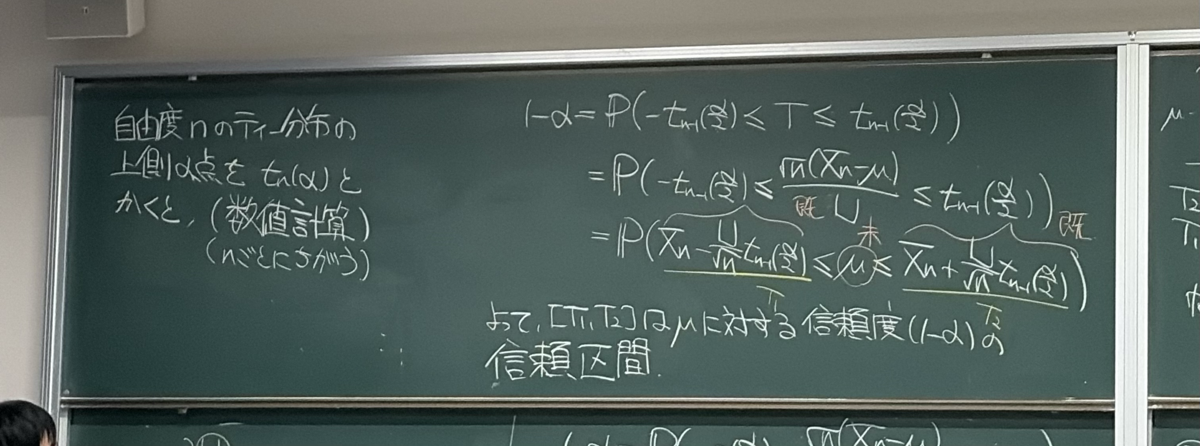 自由度nのティー分布の
上側α点を tn(α)と
かくと,(数値計算)
(nごとにちがう)
1-α = P(-tn-1(α/2) ≤ T ≤ tn-1(α/2))
= P(-tn-1(α/2) ≤ √n(X̄n-μ)/U ≤ tn-1(α/2))
既 未 既
= P(X̄n - U/√n tn-1(α/2) ≤ μ ≤ X̄n + U/√n tn-1(α/2))
T1 T2
よって, [T1,T2]はμに対する信頼度(1-α)の
信頼区間.